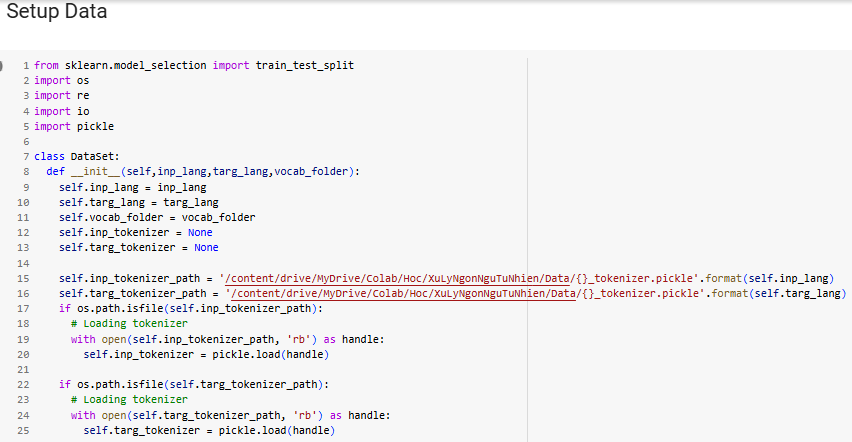 Setup Data
1 from sklearn.model_selection import train_test_split
2 import os
3 import re
4 import io
5 import pickle
6
7 class DataSet:
8   def __init__(self,inp_lang,targ_lang,vocab_folder):
9     self.inp_lang = inp_lang
10     self.targ_lang = targ_lang
11     self.vocab_folder = vocab_folder
12     self.inp_tokenizer = None
13     self.targ_tokenizer = None
14
15     self.inp_tokenizer_path = '/content/drive/MyDrive/Colab/Hoc/XuLyNgonNguTuNhien/Data/{}_tokenizer.pickle'.format(self.inp_lang)
16     self.targ_tokenizer_path = '/content/drive/MyDrive/Colab/Hoc/XuLyNgonNguTuNhien/Data/{}_tokenizer.pickle'.format(self.targ_lang)
17     if os.path.isfile(self.inp_tokenizer_path):
18       # Loading tokenizer
19       with open(self.inp_tokenizer_path, 'rb') as handle:
20         self.inp_tokenizer = pickle.load(handle)
21
22     if os.path.isfile(self.targ_tokenizer_path):
23       # Loading tokenizer
24       with open(self.targ_tokenizer_path, 'rb') as handle:
25         self.targ_tokenizer = pickle.load(handle)